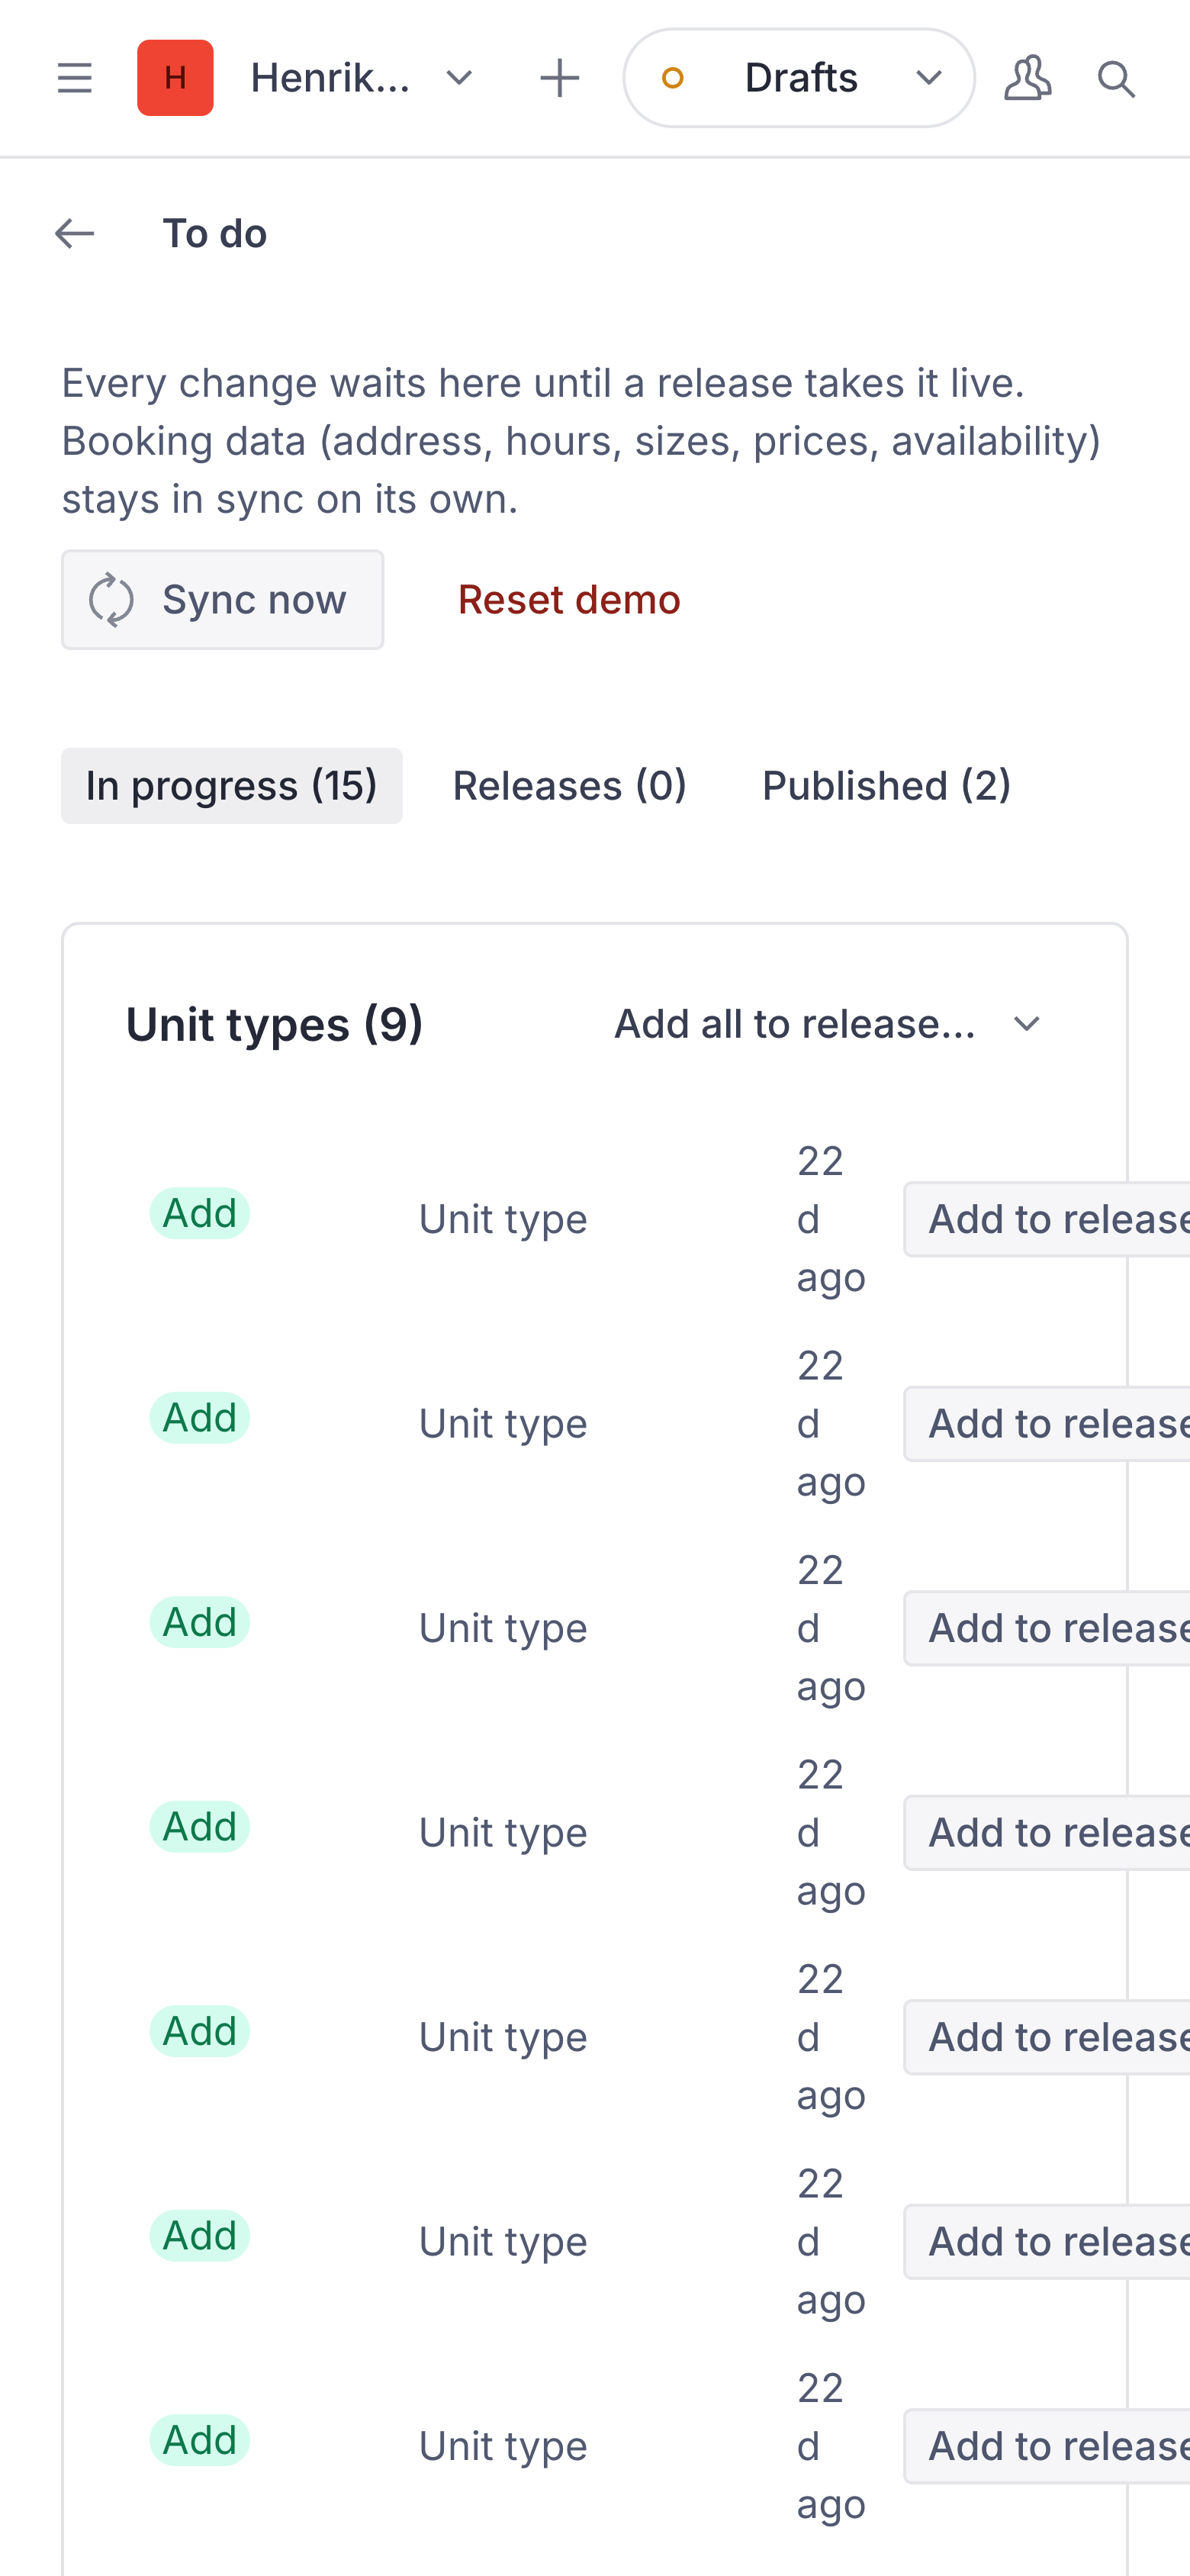 H Henrik... Drafts
To do
Every change waits here until a release takes it live.
Booking data (address, hours, sizes, prices, availability)
stays in sync on its own.
Sync now Reset demo
In progress (15) Releases (0) Published (2)
Unit types (9) Add all to release...
Add Unit type 22 d ago Add to release
Add Unit type 22 d ago Add to release
Add Unit type 22 d ago Add to release
Add Unit type 22 d ago Add to release
Add Unit type 22 d ago Add to release
Add Unit type 22 d ago Add to release
Add Unit type 22 d ago Add to release